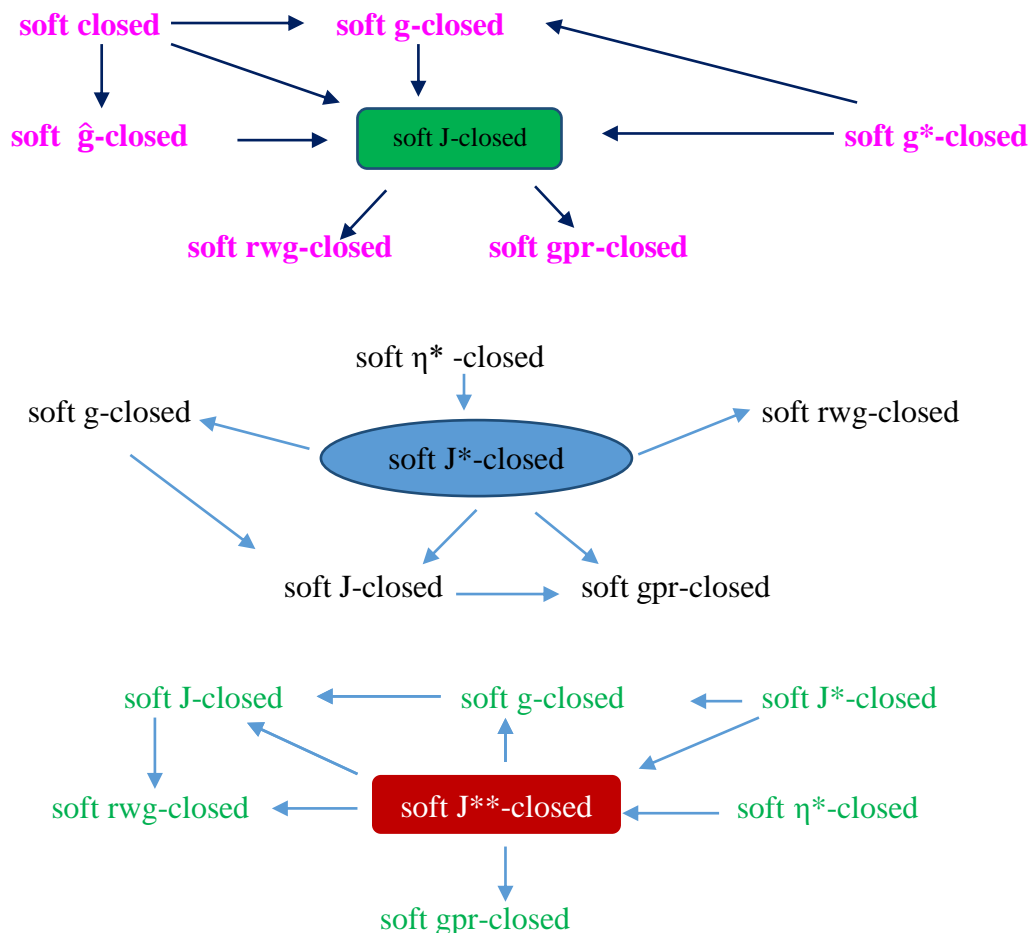 soft closed soft g-closed
soft ĝ-closed soft J-closed soft g*-closed
soft rwg-closed soft gpr-closed
soft η* -closed
soft g-closed soft rwg-closed
soft J*-closed
soft J-closed soft gpr-closed
soft J-closed soft g-closed soft J*-closed
soft rwg-closed soft J**-closed soft η*-closed
soft gpr-closed